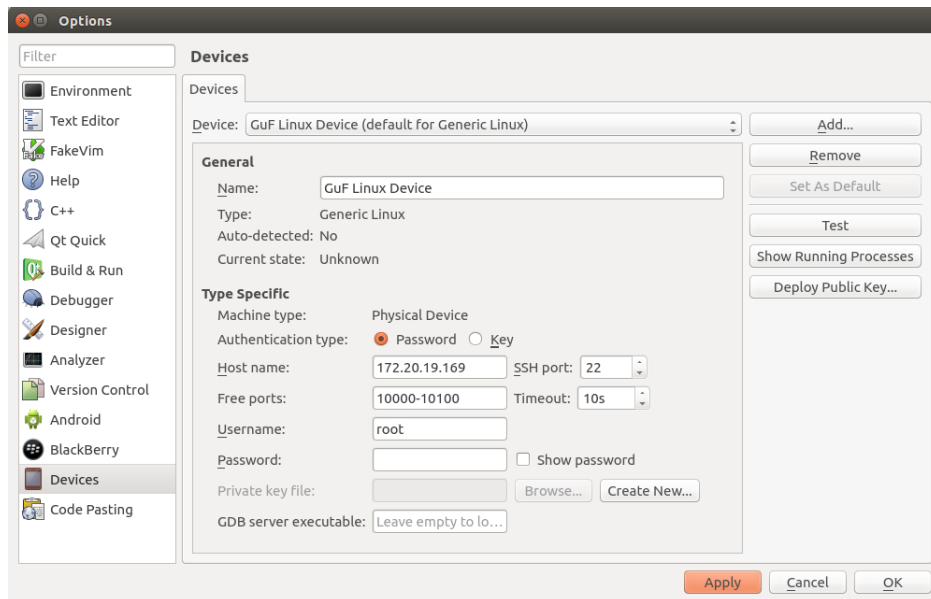 Options
Filter
Environment
Text Editor
FakeVim
Help
C++
Qt Quick
Build & Run
Debugger
Designer
Analyzer
Version Control
Android
BlackBerry
Devices
Code Pasting
Devices
Devices
Device: GuF Linux Device (default for Generic Linux)
General
Name: GuF Linux Device
Type: Generic Linux
Auto-detected: No
Current state: Unknown
Type Specific
Machine type: Physical Device
Authentication type: Password Key
Host name: 172.20.19.169 SSH port: 22
Free ports: 10000-10100 Timeout: 10s
Username: root
Password: Show password
Private key file: Browse... Create New...
GDB server executable: Leave empty to lo...
Add...
Remove
Set As Default
Test
Show Running Processes
Deploy Public Key...
Apply Cancel OK